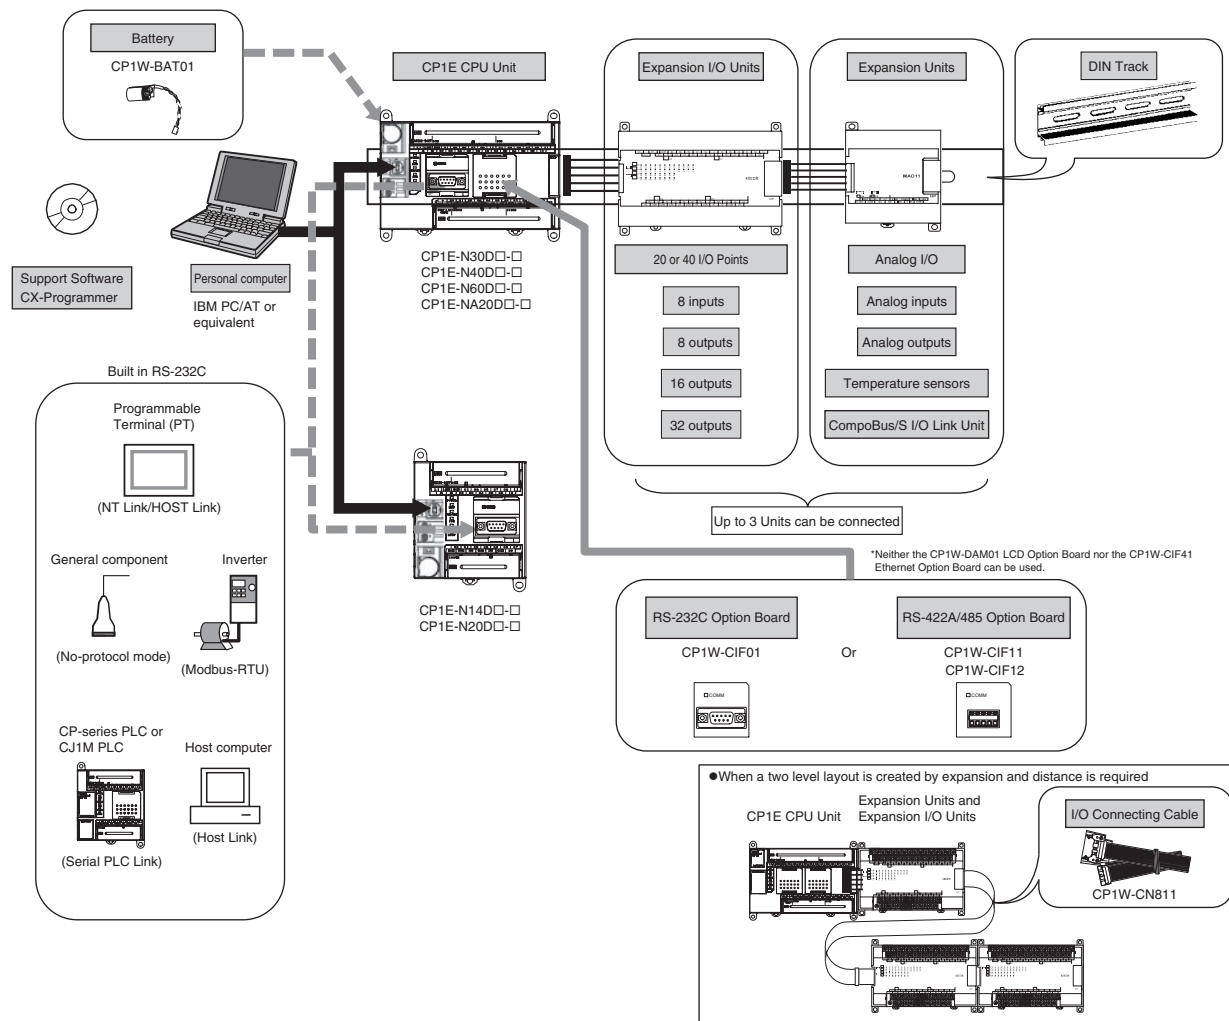 Battery
CP1W-BAT01
CP1E CPU Unit
Expansion I/O Units
Expansion Units
DIN Track
MAD11
CP1E-N30D□-□
CP1E-N40D□-□
CP1E-N60D□-□
CP1E-NA20D□-□
20 or 40 I/O Points
8 inputs
8 outputs
16 outputs
32 outputs
Analog I/O
Analog inputs
Analog outputs
Temperature sensors
CompoBus/S I/O Link Unit
Support Software
CX-Programmer
Personal computer
IBM PC/AT or
equivalent
Built in RS-232C
Programmable
Terminal (PT)
(NT Link/HOST Link)
General component
(No-protocol mode)
Inverter
(Modbus-RTU)
CP-series PLC or
CJ1M PLC
(Serial PLC Link)
Host computer
(Host Link)
CP1E-N14D□-□
CP1E-N20D□-□
Up to 3 Units can be connected
*Neither the CP1W-DAM01 LCD Option Board nor the CP1W-CIF41
Ethernet Option Board can be used.
RS-232C Option Board
CP1W-CIF01
COMM
Or
RS-422A/485 Option Board
CP1W-CIF11
CP1W-CIF12
COMM
●When a two level layout is created by expansion and distance is required
CP1E CPU Unit
Expansion Units and
Expansion I/O Units
I/O Connecting Cable
CP1W-CN811